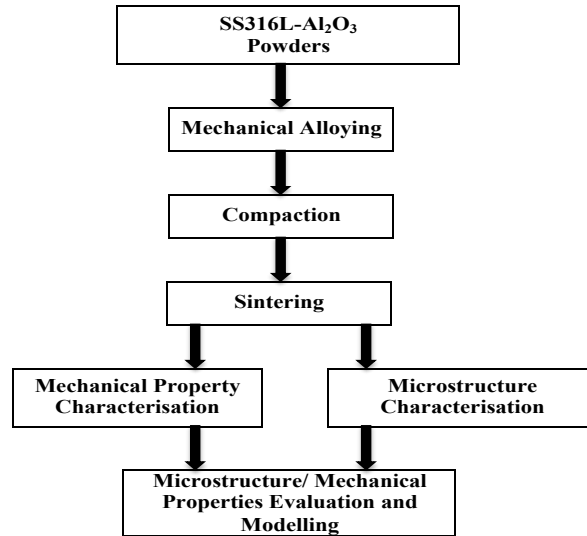 SS316L-Al₂O₃
Powders
Mechanical Alloying
Compaction
Sintering
Mechanical Property
Characterisation
Microstructure
Characterisation
Microstructure/ Mechanical
Properties Evaluation and
Modelling